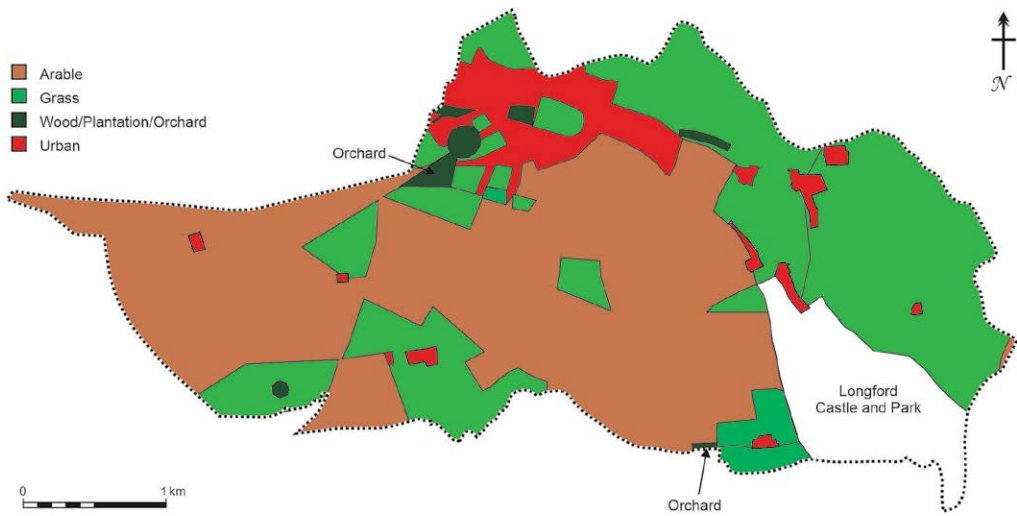 N
Arable
Grass
Wood/Plantation/Orchard
Urban
Orchard
Longford
Castle and Park
0 1 km
Orchard